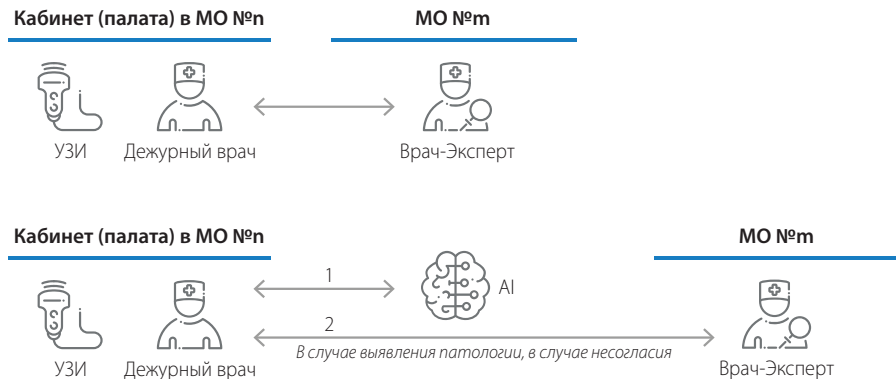 Кабинет (палата) в МО №n
МО №m
УЗИ
Дежурный врач
Врач-Эксперт
Кабинет (палата) в МО №n
МО №m
1
AI
2
В случае выявления патологии, в случае несогласия
УЗИ
Дежурный врач
Врач-Эксперт